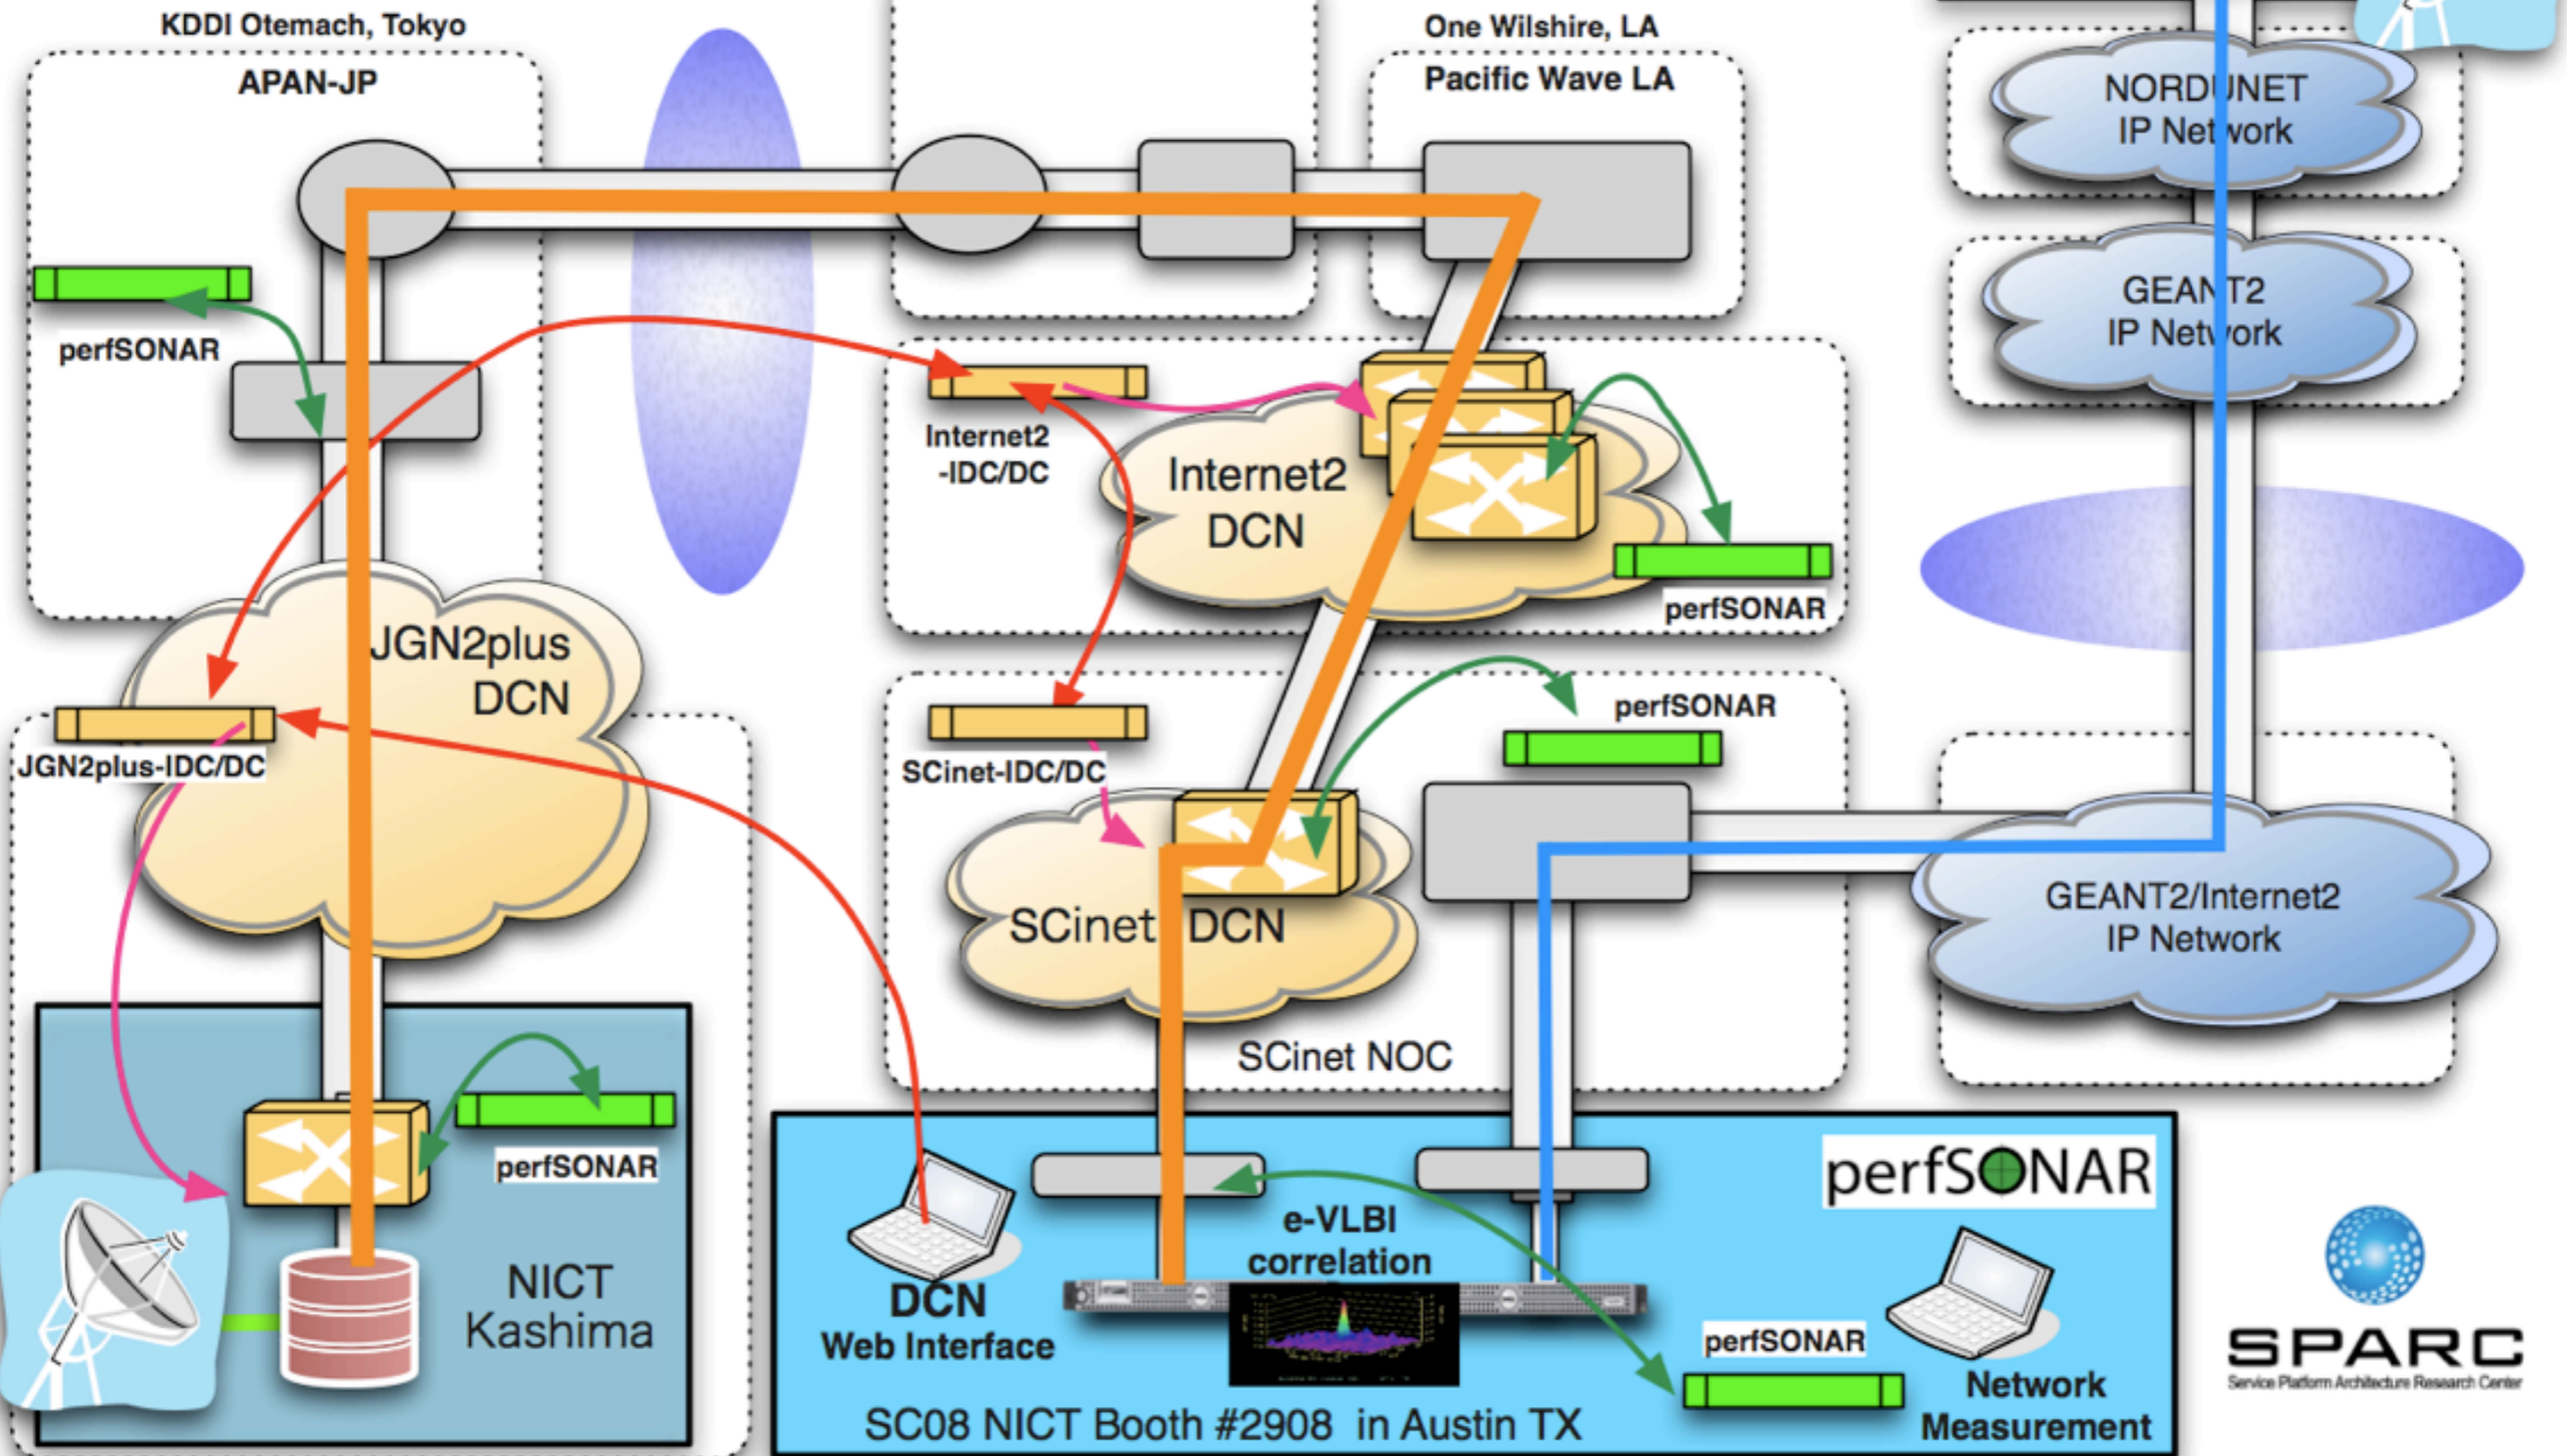 KDDI Otemach, Tokyo
APAN-JP
One Wilshire, LA
Pacific Wave LA
NORDUNET
IP Network
GEANT2
IP Network
perfSONAR
Internet2
-IDC/DC
Internet2
DCN
perfSONAR
JGN2plus
DCN
JGN2plus-IDC/DC
perfSONAR
SCinet-IDC/DC
SCinet DCN
SCinet NOC
GEANT2/Internet2
IP Network
perfSONAR
NICT
Kashima
DCN
Web Interface
e-VLBI
correlation
perfSONAR
perfSONAR
Network
Measurement
SC08 NICT Booth #2908 in Austin TX
SPARC
Service Platform Architecture Research Center